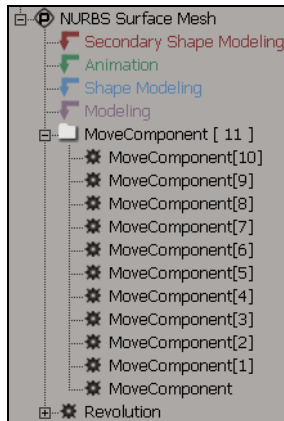 NURBS Surface Mesh
Secondary Shape Modeling
Animation
Shape Modeling
Modeling
MoveComponent [ 11 ]
MoveComponent[10]
MoveComponent[9]
MoveComponent[8]
MoveComponent[7]
MoveComponent[6]
MoveComponent[5]
MoveComponent[4]
MoveComponent[3]
MoveComponent[2]
MoveComponent[1]
MoveComponent
Revolution